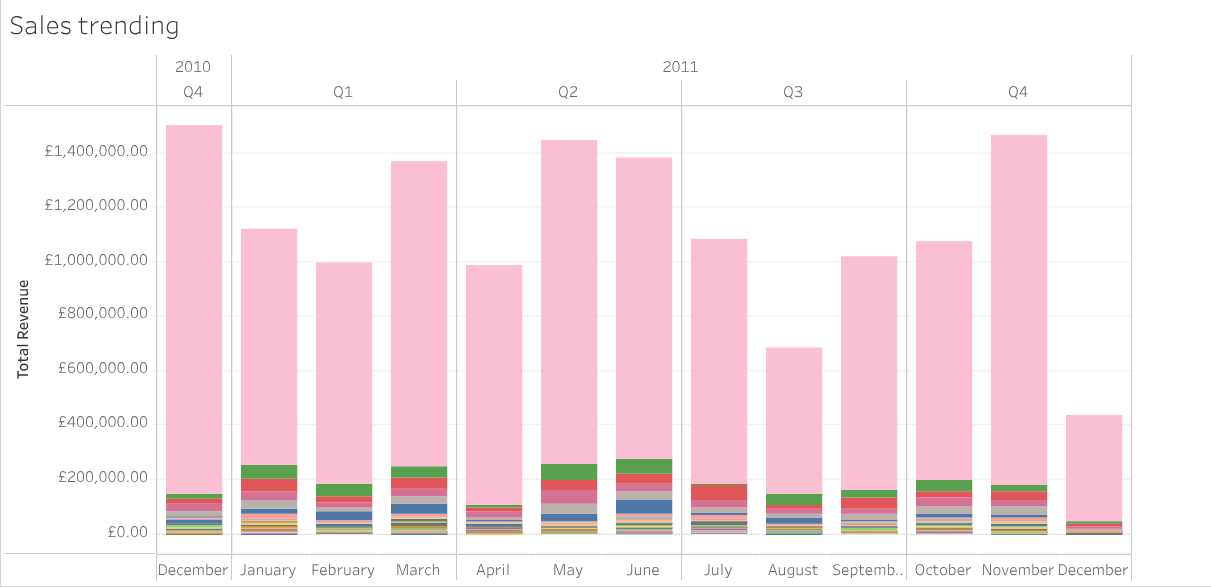 Sales trending
2010 2011
Q4 Q1 Q2 Q3 Q4
£1,400,000.00
£1,200,000.00
£1,000,000.00
£800,000.00
£600,000.00
£400,000.00
£200,000.00
£0.00
Total Revenue
December January February March April May June July August Septemb.. October November December